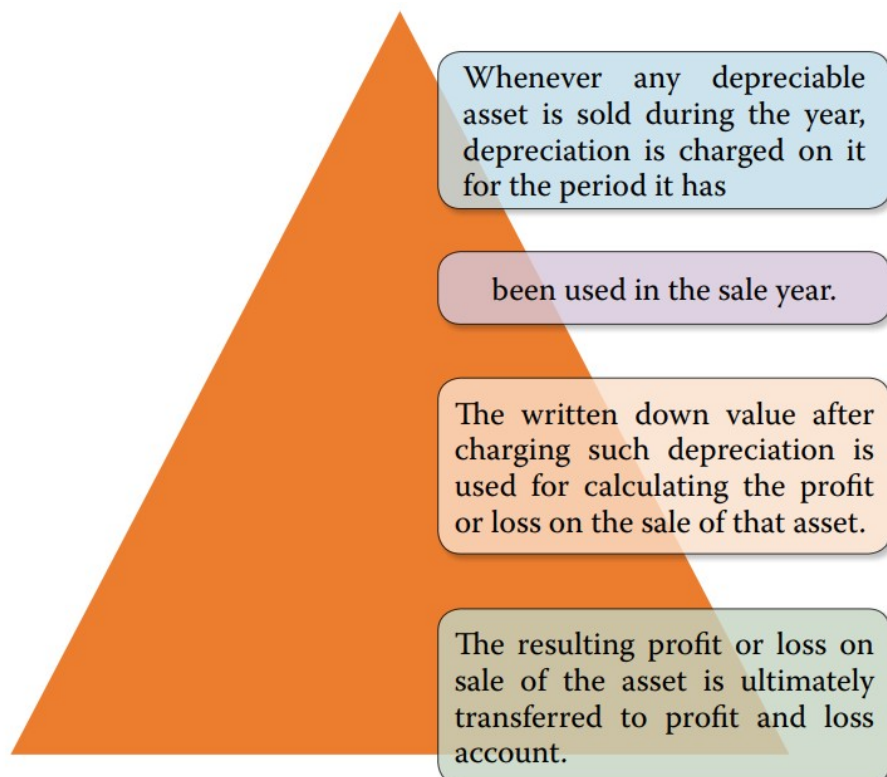 Whenever any depreciable
asset is sold during the year,
depreciation is charged on it
for the period it has
been used in the sale year.
The written down value after
charging such depreciation is
used for calculating the profit
or loss on the sale of that asset.
The resulting profit or loss on
sale of the asset is ultimately
transferred to profit and loss
account.